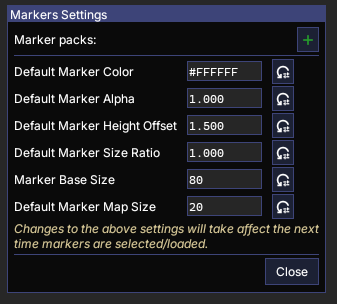 Markers Settings
Marker packs:
+
Default Marker Color #FFFFFF
Default Marker Alpha 1.000
Default Marker Height Offset 1.500
Default Marker Size Ratio 1.000
Marker Base Size 80
Default Marker Map Size 20
Changes to the above settings will take affect the next
time markers are selected/loaded.
Close